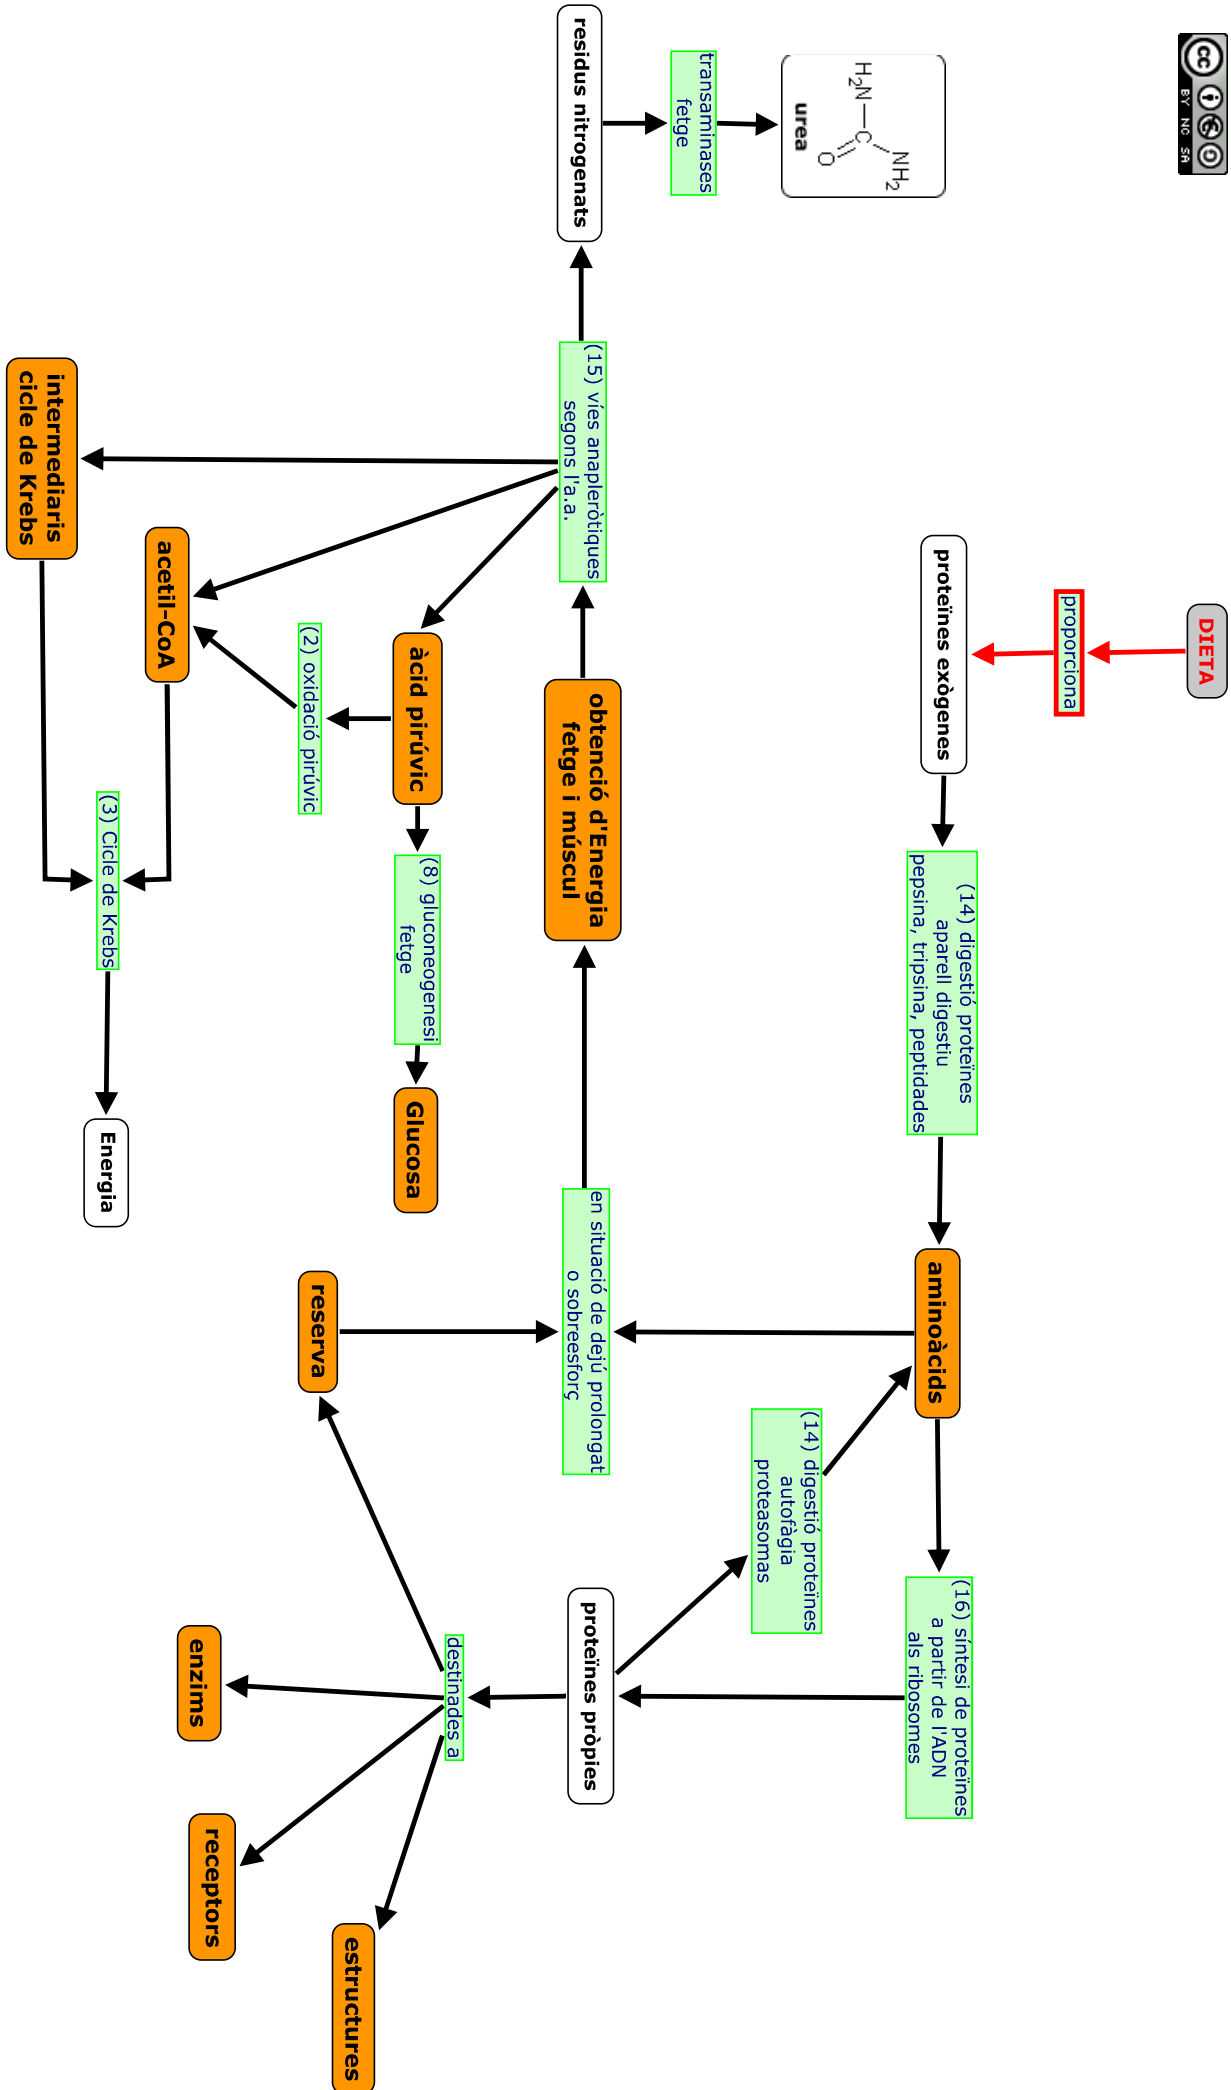 DIETA
proporciona
proteïnes exògenes
(14) digestió proteïnes
aparell digestiu
pepsina, tripsina, peptidades
aminoàcids
(16) síntesi de proteïnes
a partir de l'ADN
als ribosomes
(14) digestió proteïnes
autofàgia
proteasomas
H₂N
C
NH₂
O
urea
transaminases
fetge
residus nitrogenats
(15) víes anapleròtiques
segons l'a.a.
obtenció d'Energia
fetge i múscul
en situació de dejú prolongat
o sobreesforç
proteïnes pròpies
destinades a
àcid pirúvic
(8) gluconeogenesi
fetge
Glucosa
(2) oxidació pirúvic
reserva
estructures
enzims
receptors
acetil-CoA
(3) Cicle de Krebs
Energia
intermediaris
cicle de Krebs
cc
BY NC SA